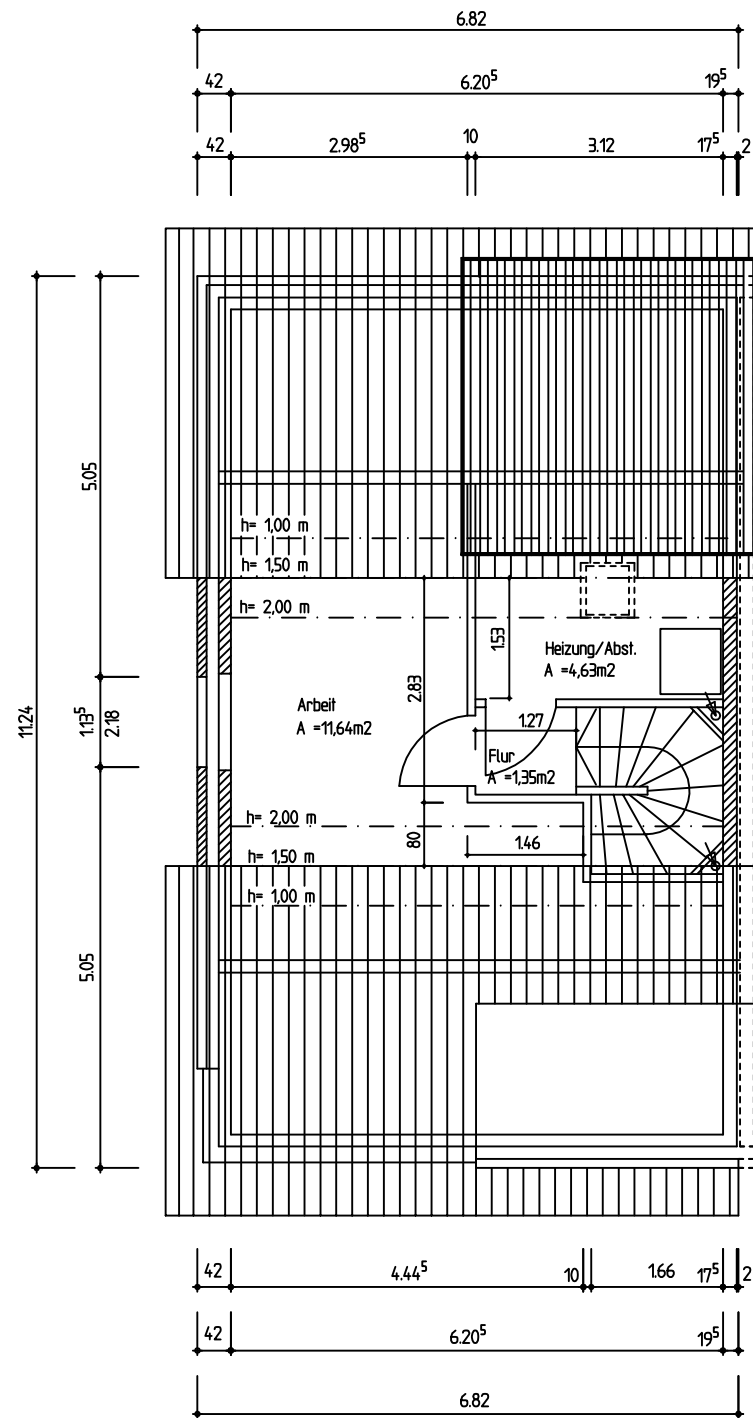 6.82
42 6.20⁵ 19⁵
42 2.98⁵ 10 3.12 17⁵ 2
11.24
5.05
1.13⁵
2.18
5.05
h= 1,00 m
h= 1,50 m
h= 2,00 m
2.83
1.53
Heizung/Abst.
A =4,63m2
Arbeit
A =11,64m2
1.27
Flur
A =1,35m2
h= 2,00 m
80
1.46
h= 1,50 m
h= 1,00 m
42 4.44⁵ 10 1.66 17⁵ 2
42 6.20⁵ 19⁵
6.82